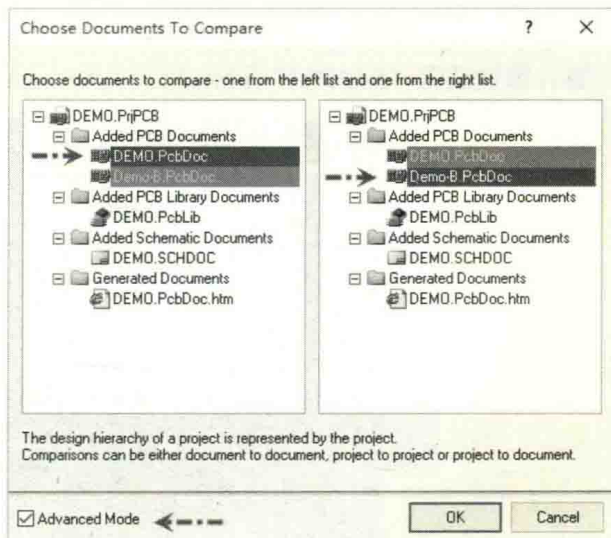 Choose Documents To Compare
?
×
Choose documents to compare - one from the left list and one from the right list.
DEMO.PrjPCB
Added PCB Documents
DEMO.PcbDoc
Demo-B.PcbDoc
Added PCB Library Documents
DEMO.PcbLib
Added Schematic Documents
DEMO.SCHDOC
Generated Documents
DEMO.PcbDoc.htm
DEMO.PrjPCB
Added PCB Documents
DEMO.PcbDoc
Demo-B.PcbDoc
Added PCB Library Documents
DEMO.PcbLib
Added Schematic Documents
DEMO.SCHDOC
Generated Documents
DEMO.PcbDoc.htm
The design hierarchy of a project is represented by the project.
Comparisons can be either document to document, project to project or project to document.
Advanced Mode
OK
Cancel